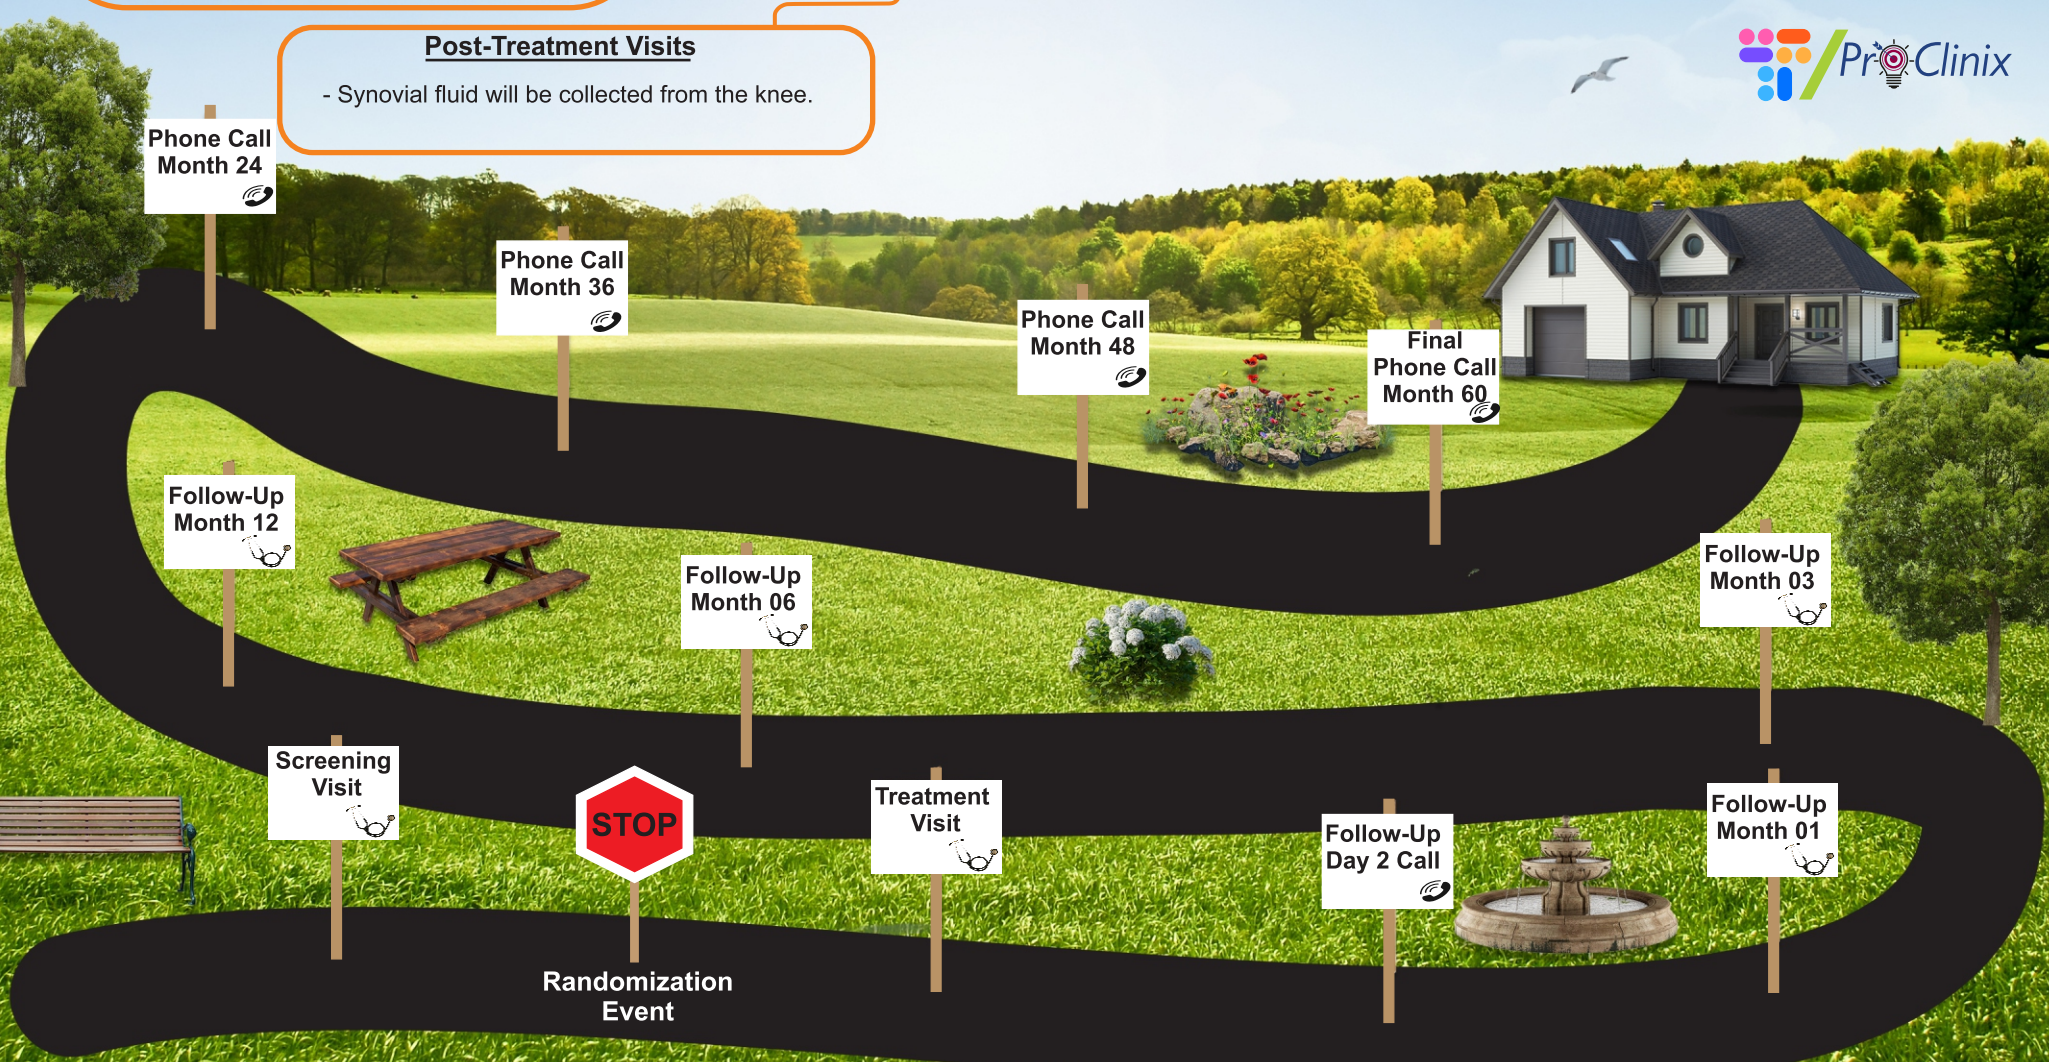 Post-Treatment Visits
- Synovial fluid will be collected from the knee.
Pro Clinix
Phone Call
Month 24
Phone Call
Month 36
Phone Call
Month 48
Final
Phone Call
Month 60
Follow-Up
Month 12
Follow-Up
Month 06
Follow-Up
Month 03
Screening
Visit
STOP
Randomization
Event
Treatment
Visit
Follow-Up
Day 2 Call
Follow-Up
Month 01